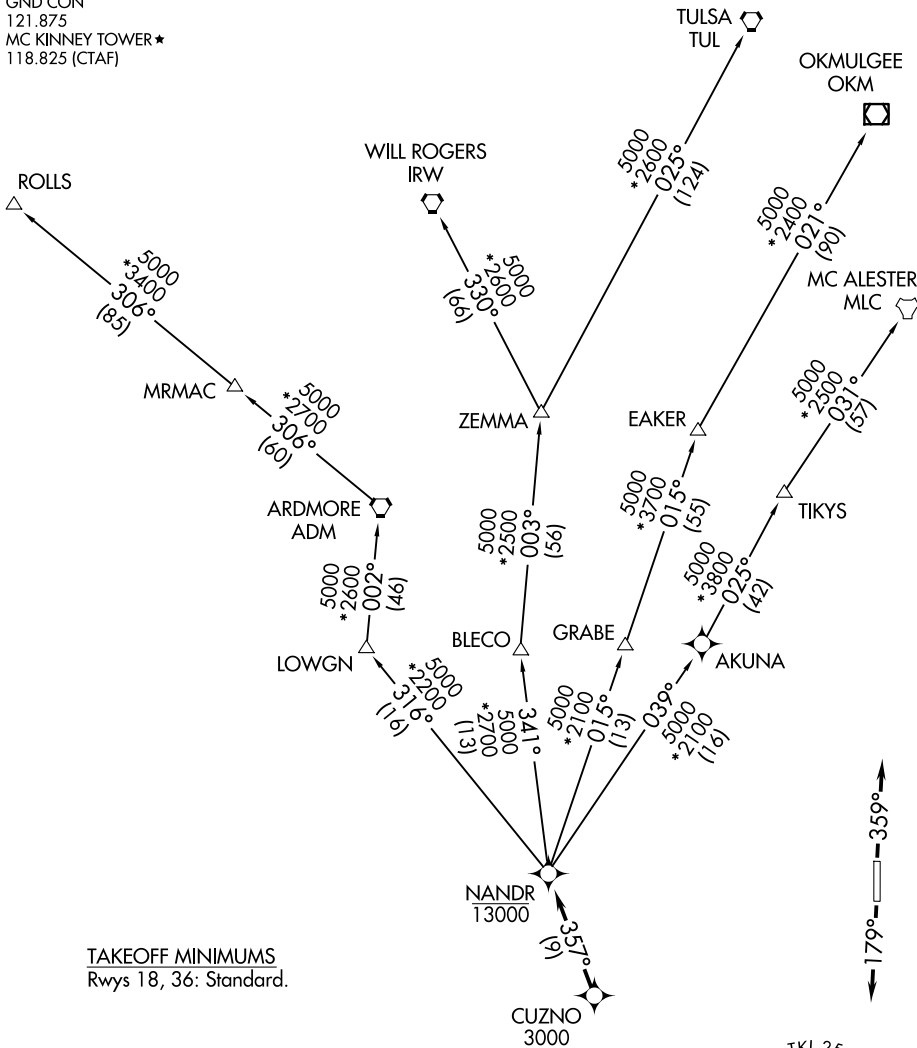 GND CON
121.875
MC KINNEY TOWER★
118.825 (CTAF)
TULSA
TUL
OKMULGEE
OKM
WILL ROGERS
IRW
ROLLS
5000
*2600
025°
(124)
5000
*2400
021°
(90)
MC ALESTER
MLC
5000
*3400
306°
(85)
5000
*2600
330°
(66)
MRMAC
5000
*2700
306°
(60)
ZEMMA
EAKER
5000
*2500
031°
(57)
ARDMORE
ADM
5000
*2500
003°
(56)
5000
*3700
015°
(55)
TIKYS
5000
*2600
002°
(46)
5000
*3800
025°
(42)
LOWGN
BLECO
GRABE
AKUNA
5000
*2200
316°
(16)
341°
5000
*2700
(13)
5000
*2100
015°
(13)
039°
5000
*2100
(16)
359°
179°
NANDR
13000
357°
(9)
TAKEOFF MINIMUMS
Rwys 18, 36: Standard.
CUZNO
3000